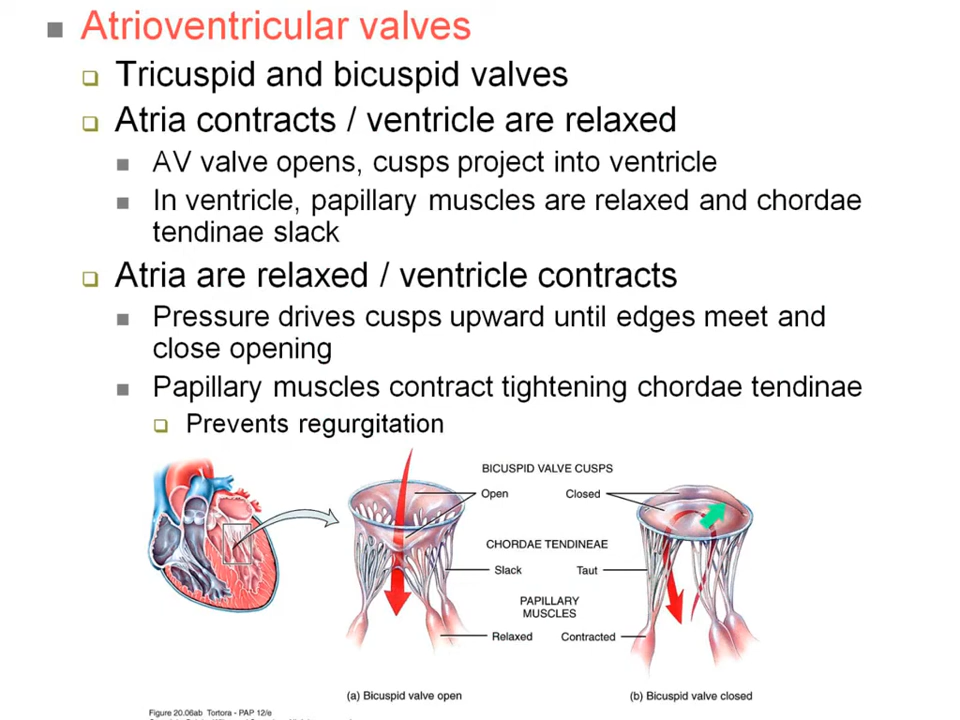 Atrioventricular valves
Tricuspid and bicuspid valves
Atria contracts / ventricle are relaxed
AV valve opens, cusps project into ventricle
In ventricle, papillary muscles are relaxed and chordae
tendinae slack
Atria are relaxed / ventricle contracts
Pressure drives cusps upward until edges meet and
close opening
Papillary muscles contract tightening chordae tendinae
Prevents regurgitation
BICUSPID VALVE CUSPS
Open
Closed
CHORDAE TENDINEAE
Slack
Taut
PAPILLARY
MUSCLES
Relaxed
Contracted
(a) Bicuspid valve open
(b) Bicuspid valve closed
Figure 20.06ab Tortora - PAP 12/e